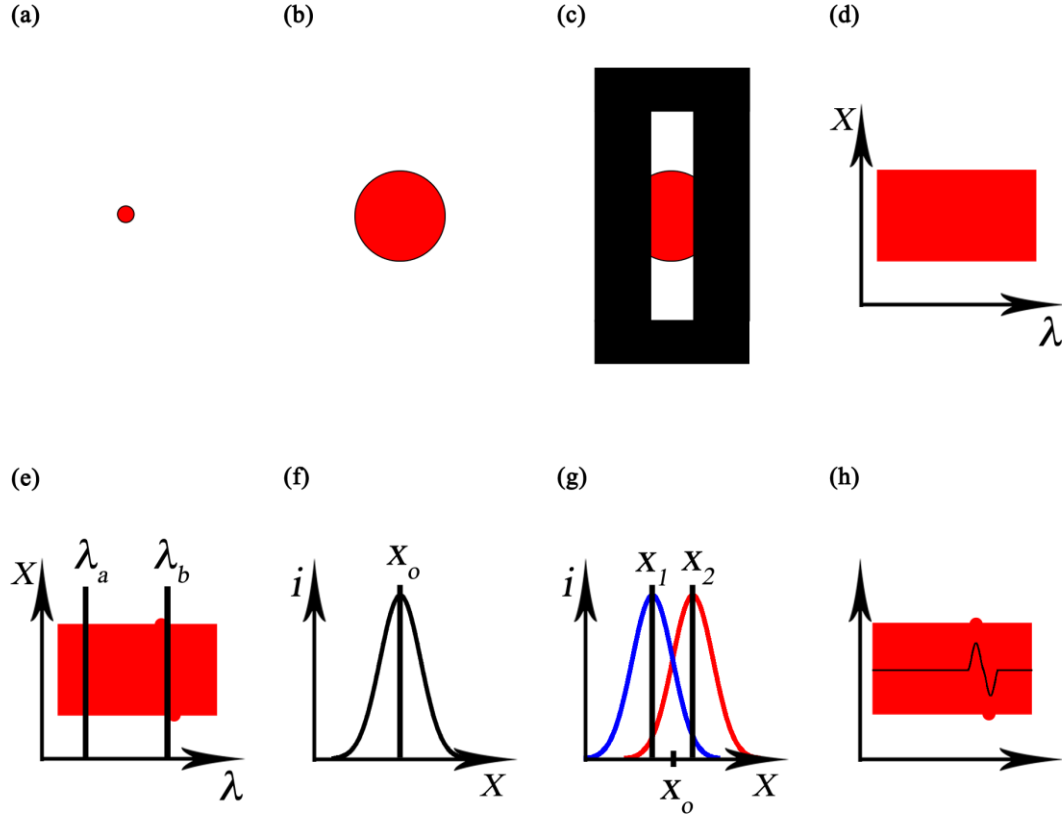 (a)
(b)
(c)
(d)
X
λ
(e)
(f)
(g)
(h)
X
λa
λb
λ
i
xo
X
i
x1
x2
xo
X